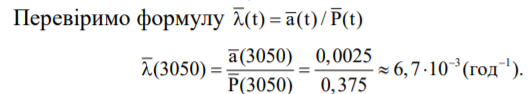 Перевіримо формулу λ̅(t) = a̅(t) / P̅(t)
λ̅(3050) = a̅(3050) / P̅(3050) = 0,0025 / 0,375 ≈ 6,7·10⁻³(год⁻¹).